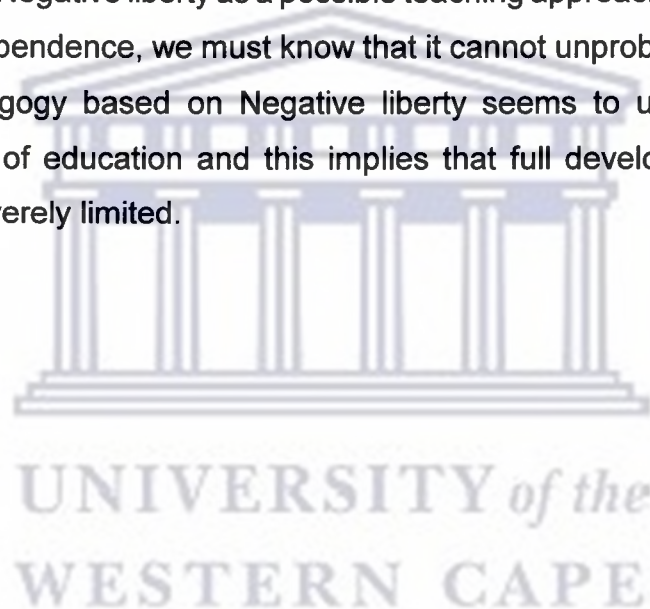 Negative liberty as a possible teaching approac
pendence, we must know that it cannot unprob
gogy based on Negative liberty seems to u
of education and this implies that full develo
verely limited.
UNIVERSITY of the
WESTERN CAPE